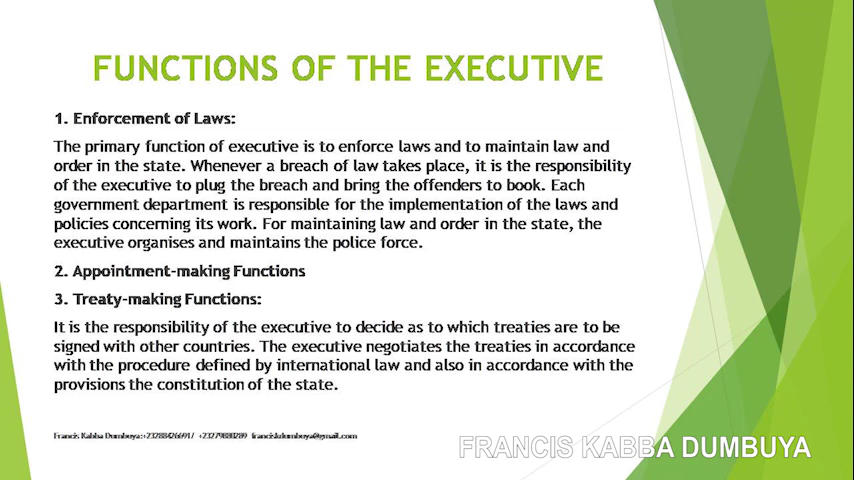 FUNCTIONS OF THE EXECUTIVE
1. Enforcement of Laws:
The primary function of executive is to enforce laws and to maintain law and
order in the state. Whenever a breach of law takes place, it is the responsibility
of the executive to plug the breach and bring the offenders to book. Each
government department is responsible for the implementation of the laws and
policies concerning its work. For maintaining law and order in the state, the
executive organises and maintains the police force.
2. Appointment-making Functions
3. Treaty-making Functions:
It is the responsibility of the executive to decide as to which treaties are to be
signed with other countries. The executive negotiates the treaties in accordance
with the procedure defined by international law and also in accordance with the
provisions the constitution of the state.
Francis Kabba Dumbuya:
FRANCIS KABBA DUMBUYA